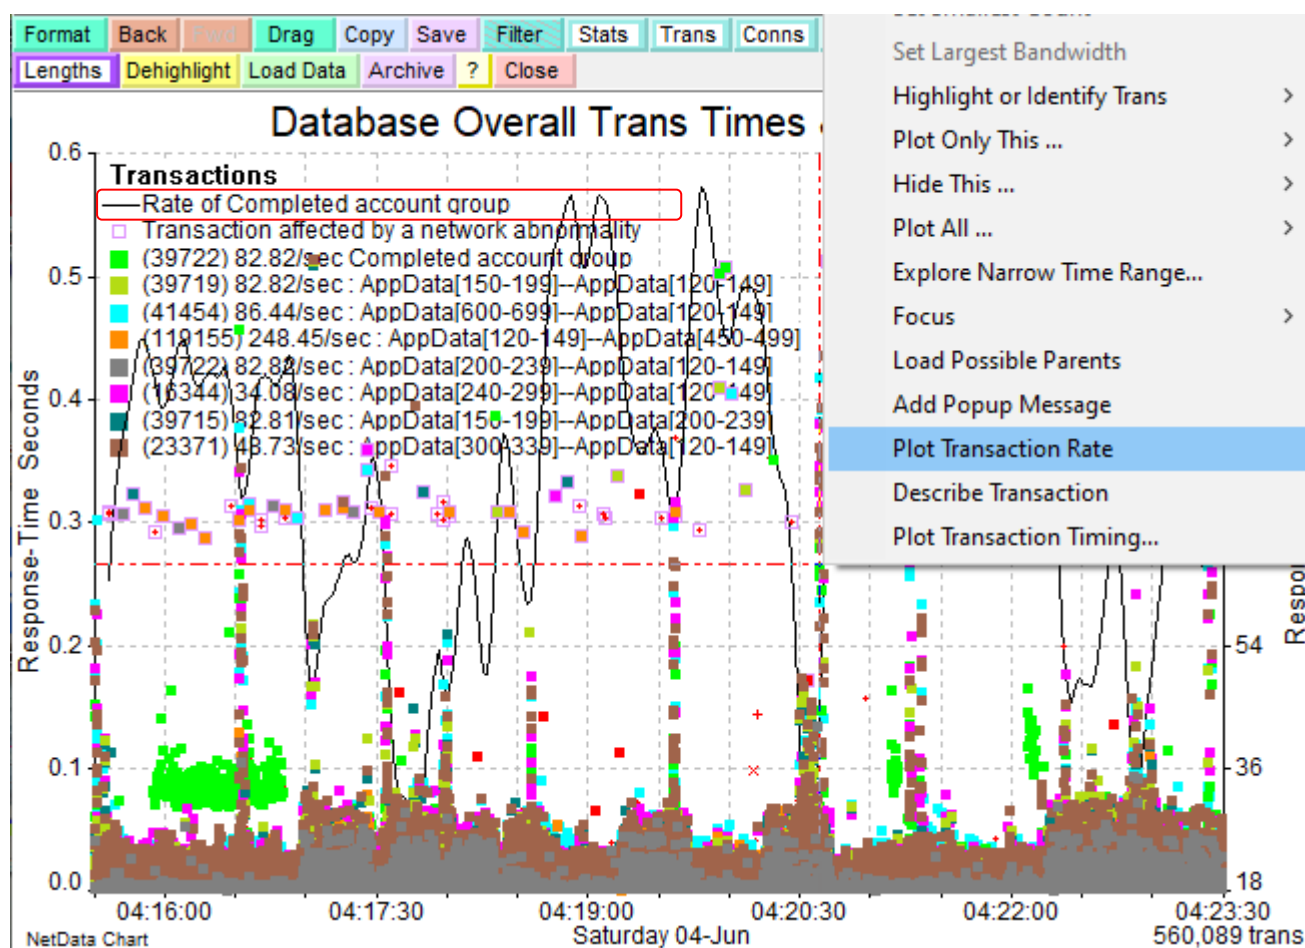 Format Back Fwd Drag Copy Save Filter Stats Trans Conns
Lengths Dehighlight Load Data Archive ? Close
Set Largest Bandwidth
Highlight or Identify Trans
Plot Only This ...
Hide This ...
Plot All ...
Explore Narrow Time Range...
Focus
Load Possible Parents
Add Popup Message
Plot Transaction Rate
Describe Transaction
Plot Transaction Timing...
Database Overall Trans Times
Transactions
Rate of Completed account group
Transaction affected by a network abnormality
(39722) 82.82/sec Completed account group
(39719) 82.82/sec : AppData[150-199]--AppData[120-149]
(41454) 86.44/sec : AppData[600-699]--AppData[120-149]
(119155) 248.45/sec : AppData[120-149]--AppData[450-499]
(39722) 82.82/sec : AppData[200-239]--AppData[120-149]
(16344) 34.08/sec : AppData[240-299]--AppData[120-149]
(39715) 82.81/sec : AppData[150-199]--AppData[200-239]
(23371) 48.73/sec : AppData[300-339]--AppData[120-149]
Response-Time Seconds
0.6
0.5
0.4
0.3
0.2
0.1
0.0
54
36
18
04:16:00 04:17:30 04:19:00 04:20:30 04:22:00 04:23:30
NetData Chart Saturday 04-Jun 560,089 trans